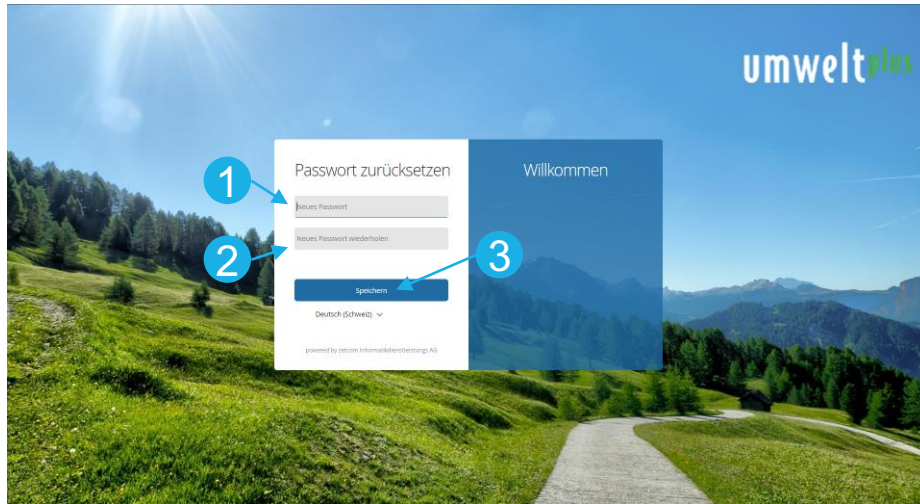 umweltplus
Passwort zurücksetzen
Willkommen
1
Neues Passwort
2
Neues Passwort wiederholen
3
Speichern
Deutsch (Schweiz)
powered by zetcom Informatikdienstleistungs AG